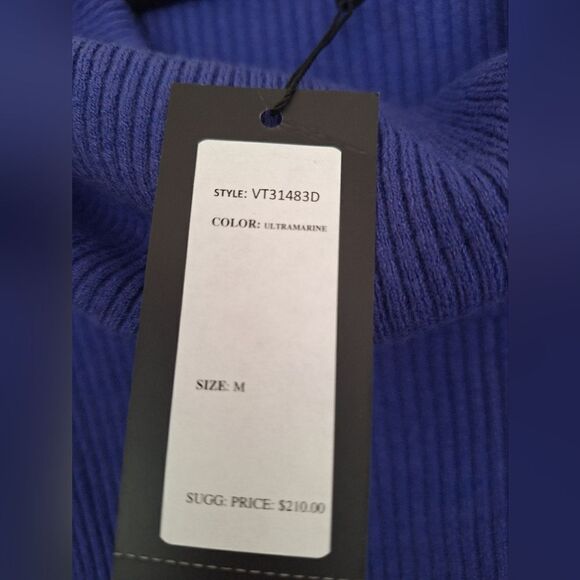 STYLE: VT31483D
COLOR: ULTRAMARINE
SIZE: M
SUGG: PRICE: $210.00